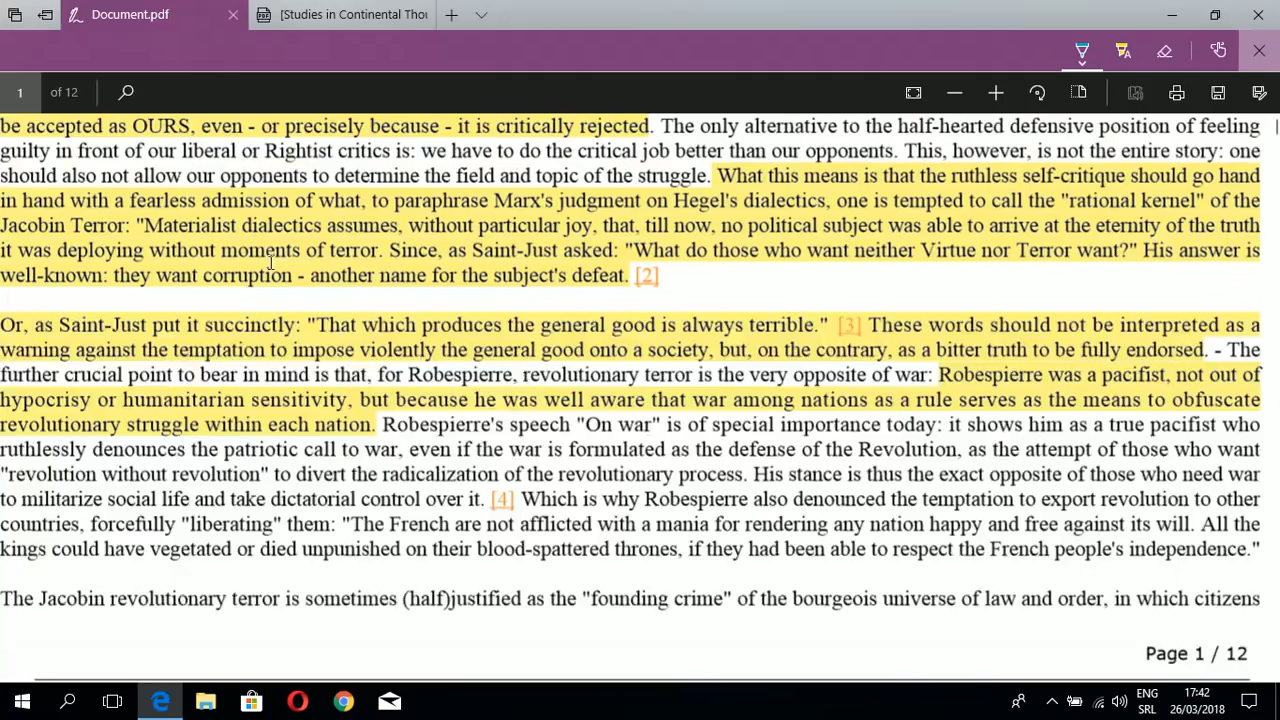 Document.pdf
[Studies in Continental Thou
1 of 12
be accepted as OURS, even - or precisely because - it is critically rejected. The only alternative to the half-hearted defensive position of feeling
guilty in front of our liberal or Rightist critics is: we have to do the critical job better than our opponents. This, however, is not the entire story: one
should also not allow our opponents to determine the field and topic of the struggle. What this means is that the ruthless self-critique should go hand
in hand with a fearless admission of what, to paraphrase Marx's judgment on Hegel's dialectics, one is tempted to call the "rational kernel" of the
Jacobin Terror: "Materialist dialectics assumes, without particular joy, that, till now, no political subject was able to arrive at the eternity of the truth
it was deploying without moments of terror. Since, as Saint-Just asked: "What do those who want neither Virtue nor Terror want?" His answer is
well-known: they want corruption - another name for the subject's defeat. [2]
Or, as Saint-Just put it succinctly: "That which produces the general good is always terrible." [3] These words should not be interpreted as a
warning against the temptation to impose violently the general good onto a society, but, on the contrary, as a bitter truth to be fully endorsed. - The
further crucial point to bear in mind is that, for Robespierre, revolutionary terror is the very opposite of war: Robespierre was a pacifist, not out of
hypocrisy or humanitarian sensitivity, but because he was well aware that war among nations as a rule serves as the means to obfuscate
revolutionary struggle within each nation. Robespierre's speech "On war" is of special importance today: it shows him as a true pacifist who
ruthlessly denounces the patriotic call to war, even if the war is formulated as the defense of the Revolution, as the attempt of those who want
"revolution without revolution" to divert the radicalization of the revolutionary process. His stance is thus the exact opposite of those who need war
to militarize social life and take dictatorial control over it. [4] Which is why Robespierre also denounced the temptation to export revolution to other
countries, forcefully "liberating" them: "The French are not afflicted with a mania for rendering any nation happy and free against its will. All the
kings could have vegetated or died unpunished on their blood-spattered thrones, if they had been able to respect the French people's independence."
The Jacobin revolutionary terror is sometimes (half)justified as the "founding crime" of the bourgeois universe of law and order, in which citizens
Page 1 / 12
ENG 17:42
SRL 26/03/2018